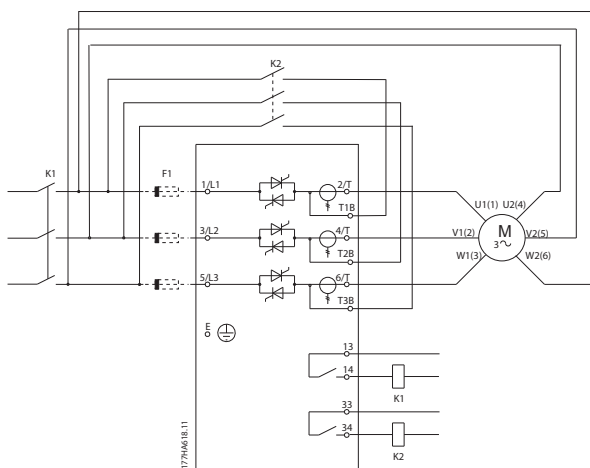 K2
K1
F1
1/L1
2/T
T1B
U1(1) U2(4)
3/L2
4/T
T2B
V1(2)
M
3~
V2(5)
5/L3
6/T
T3B
W1(3)
W2(6)
E
13
14
K1
33
34
K2
177HA618.11